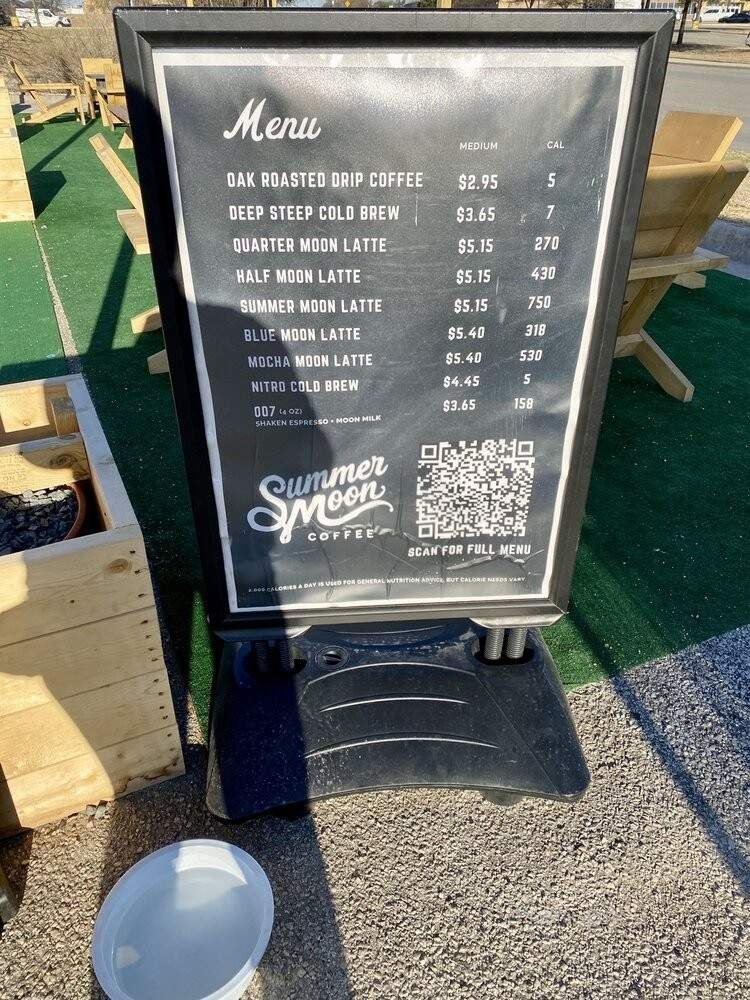 Menu
MEDIUM CAL
OAK ROASTED DRIP COFFEE $2.95 5
DEEP STEEP COLD BREW $3.65 7
QUARTER MOON LATTE $5.15 270
HALF MOON LATTE $5.15 430
SUMMER MOON LATTE $5.15 750
BLUE MOON LATTE $5.40 318
MOCHA MOON LATTE $5.40 530
NITRO COLD BREW $4.45 5
007 (4 OZ) $3.65 158
SHAKEN ESPRESSO • MOON MILK
Summer
Moon
COFFEE
SCAN FOR FULL MENU
2,000 CALORIES A DAY IS USED FOR GENERAL NUTRITION ADVICE, BUT CALORIE NEEDS VARY